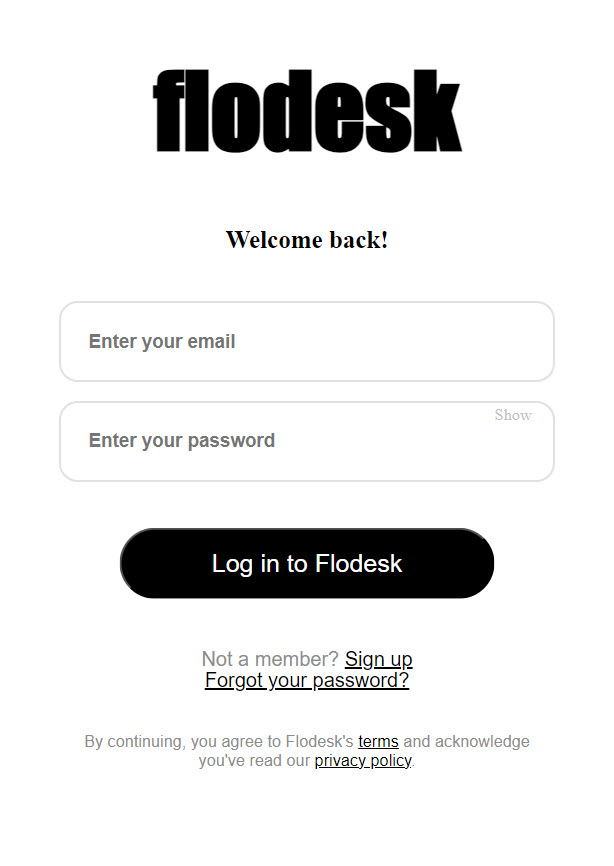 flodesk
Welcome back!
Enter your email
Show
Enter your password
Log in to Flodesk
Not a member? Sign up
Forgot your password?
By continuing, you agree to Flodesk's terms and acknowledge
you've read our privacy policy.